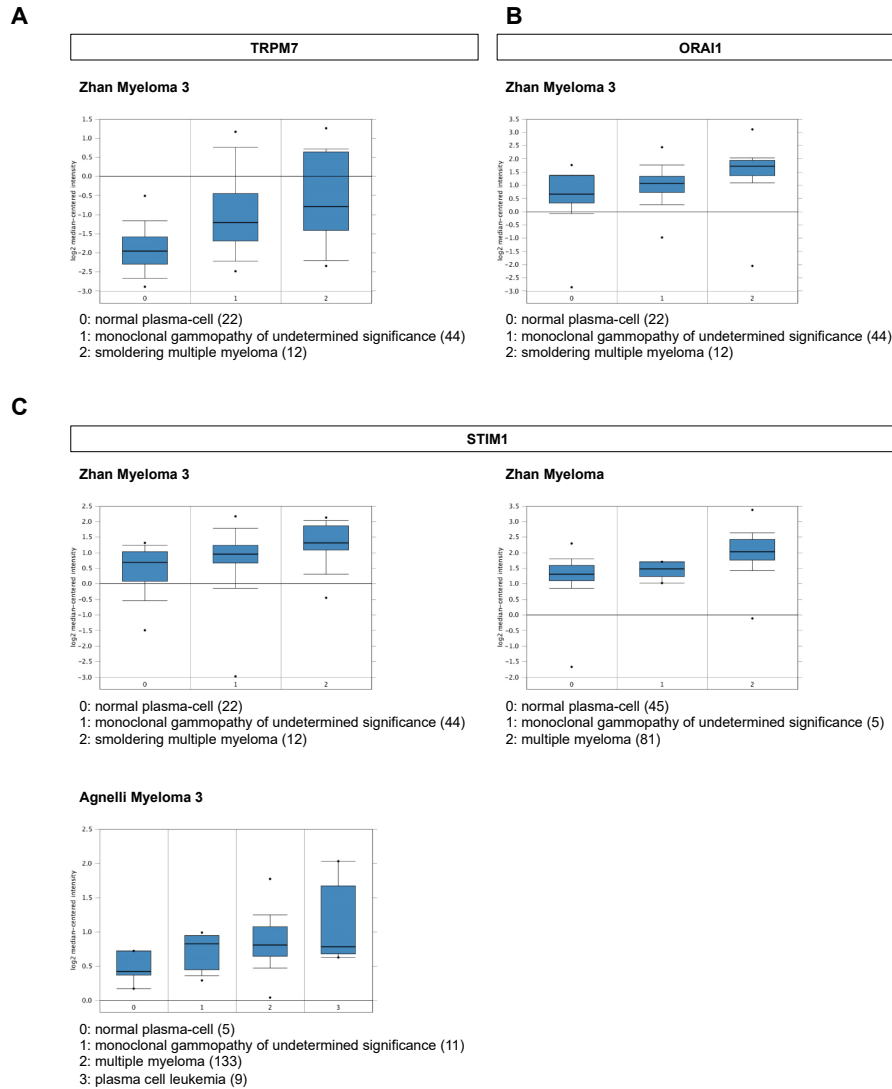 A
B
TRPM7
ORAI1
Zhan Myeloma 3
Zhan Myeloma 3
log2 median-centered intensity
1.5
1.0
0.5
0.0
−0.5
−1.0
−1.5
−2.0
−2.5
−3.0
0
1
2
log2 median-centered intensity
3.5
3.0
2.5
2.0
1.5
1.0
0.5
0.0
−0.5
−1.0
−1.5
−2.0
−2.5
−3.0
0
1
2
0: normal plasma-cell (22)
1: monoclonal gammopathy of undetermined significance (44)
2: smoldering multiple myeloma (12)
0: normal plasma-cell (22)
1: monoclonal gammopathy of undetermined significance (44)
2: smoldering multiple myeloma (12)
C
STIM1
Zhan Myeloma 3
Zhan Myeloma
log2 median-centered intensity
2.5
2.0
1.5
1.0
0.5
0.0
−0.5
−1.0
−1.5
−2.0
−2.5
−3.0
0
1
2
log2 median-centered intensity
3.5
3.0
2.5
2.0
1.5
1.0
0.5
0.0
−0.5
−1.0
−1.5
−2.0
0
1
2
0: normal plasma-cell (22)
1: monoclonal gammopathy of undetermined significance (44)
2: smoldering multiple myeloma (12)
0: normal plasma-cell (45)
1: monoclonal gammopathy of undetermined significance (5)
2: multiple myeloma (81)
Agnelli Myeloma 3
log2 median-centered intensity
2.5
2.0
1.5
1.0
0.5
0.0
0
1
2
3
0: normal plasma-cell (5)
1: monoclonal gammopathy of undetermined significance (11)
2: multiple myeloma (133)
3: plasma cell leukemia (9)